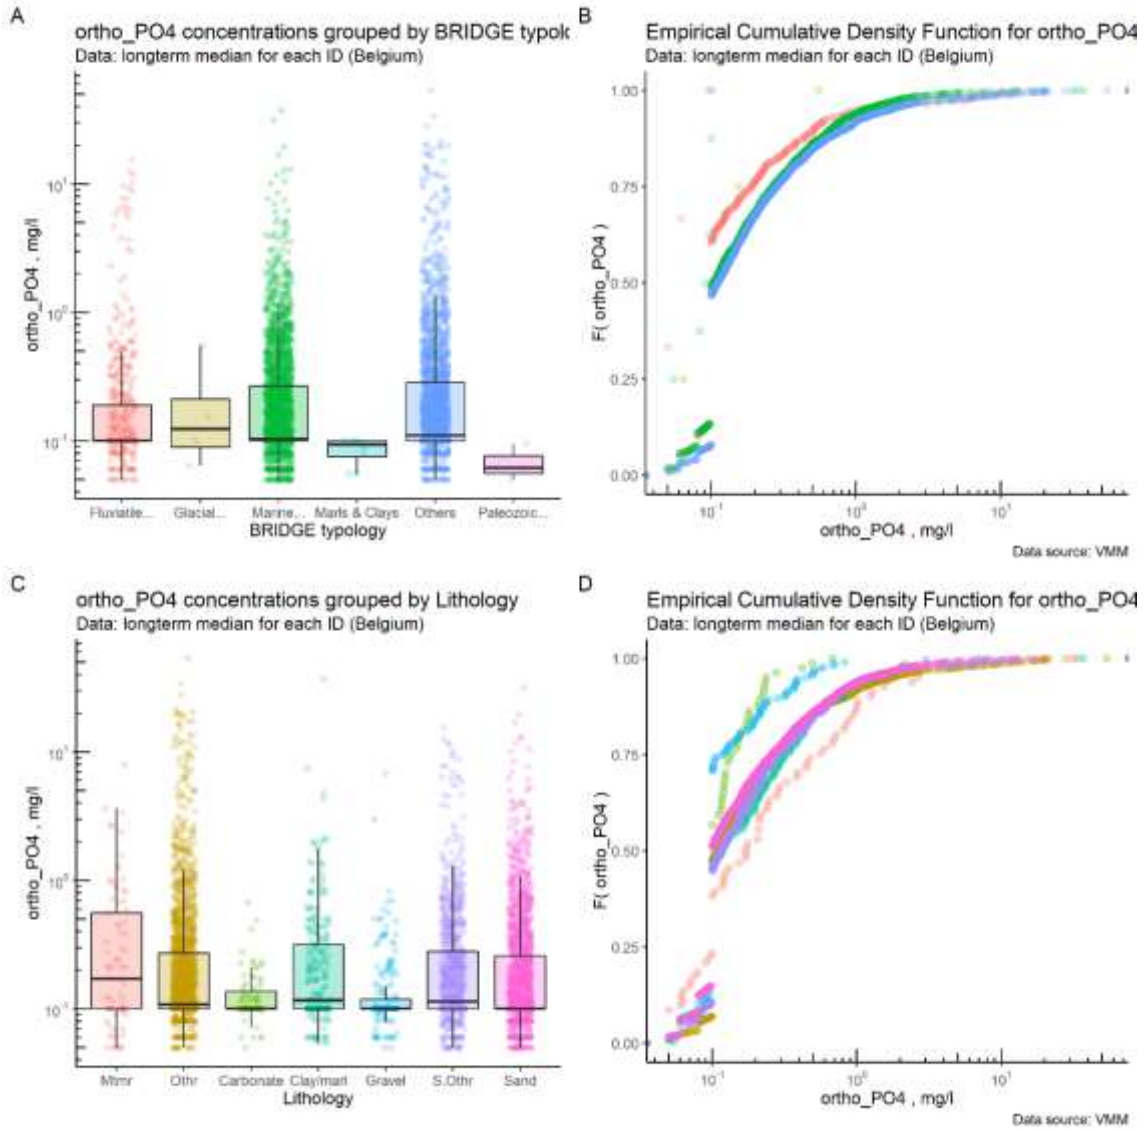 A
ortho_PO4 concentrations grouped by BRIDGE typolo
Data: longterm median for each ID (Belgium)
ortho_PO4 , mg/l
10¹
10⁰
10⁻¹
Fluviatile... Glacial... Marine... Marls & Clays Others Paleozoic...
BRIDGE typology
B
Empirical Cumulative Density Function for ortho_PO4
Data: longterm median for each ID (Belgium)
F( ortho_PO4 )
1.00
0.75
0.50
0.25
0.00
10⁻¹ 10⁰ 10¹
ortho_PO4 , mg/l
Data source: VMM
C
ortho_PO4 concentrations grouped by Lithology
Data: longterm median for each ID (Belgium)
ortho_PO4 , mg/l
10¹
10⁰
10⁻¹
Mtmr Othr Carbonate Clay/marl Gravel S.Othr Sand
Lithology
D
Empirical Cumulative Density Function for ortho_PO4
Data: longterm median for each ID (Belgium)
F( ortho_PO4 )
1.00
0.75
0.50
0.25
0.00
10⁻¹ 10⁰ 10¹
ortho_PO4 , mg/l
Data source: VMM